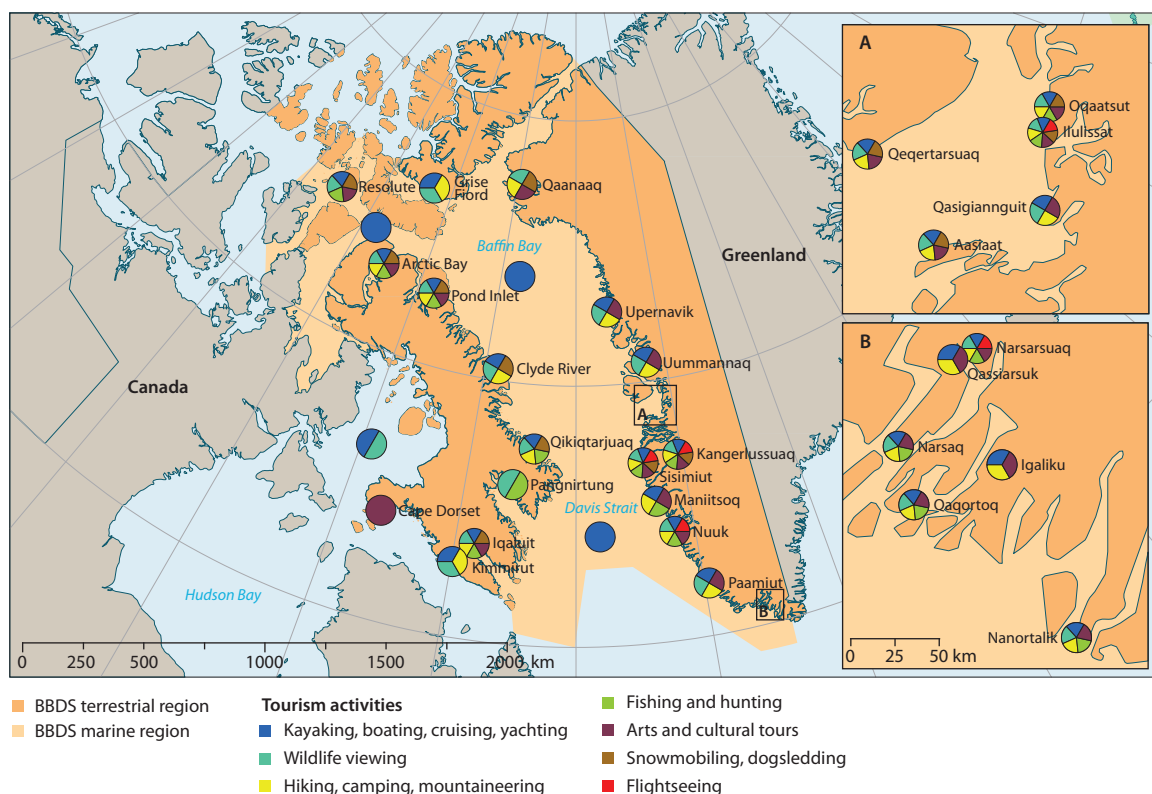 A
Oqaatsut
Ilulissat
Qeqertarsuaq
Qasigiannguit
Aasiaat
Resolute
Grise
Fiord
Qaanaaq
Baffin Bay
Greenland
Arctic Bay
Pond Inlet
Upernavik
Uummannaq
Clyde River
Canada
A
B
Narsarsuaq
Qassiarsuk
Narsaq
Igaliku
Qaqortoq
Nanortalik
0 25 50 km
Qikiqtarjuaq
Kangerlussuaq
Sisimiut
Pangnirtung
Maniitsoq
Davis Strait
Cape Dorset
Nuuk
Iqaluit
Kimmirut
Paamiut
B
Hudson Bay
0 250 500 1000 1500 2000 km
BBDS terrestrial region
BBDS marine region
Tourism activities
Kayaking, boating, cruising, yachting
Wildlife viewing
Hiking, camping, mountaineering
Fishing and hunting
Arts and cultural tours
Snowmobiling, dogsledding
Flightseeing